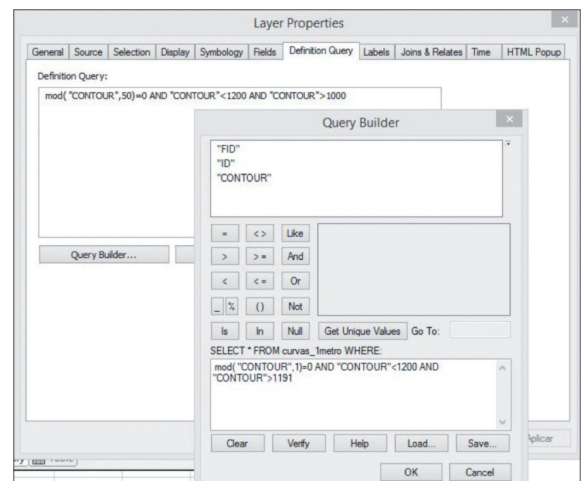 Layer Properties
General Source Selection Display Symbology Fields Definition Query Labels Joins & Relates Time HTML Popup
Definition Query:
mod( "CONTOUR",50)=0 AND "CONTOUR"<1200 AND "CONTOUR">1000
Query Builder...
Query Builder
"FID"
"ID"
"CONTOUR"
= < > Like
> > = And
< < = Or
_ % () Not
Is In Null Get Unique Values Go To:
SELECT * FROM curvas_1metro WHERE:
mod( "CONTOUR",1)=0 AND "CONTOUR"<1200 AND
"CONTOUR">1191
Clear Verify Help Load... Save...
Aplicar
OK Cancel